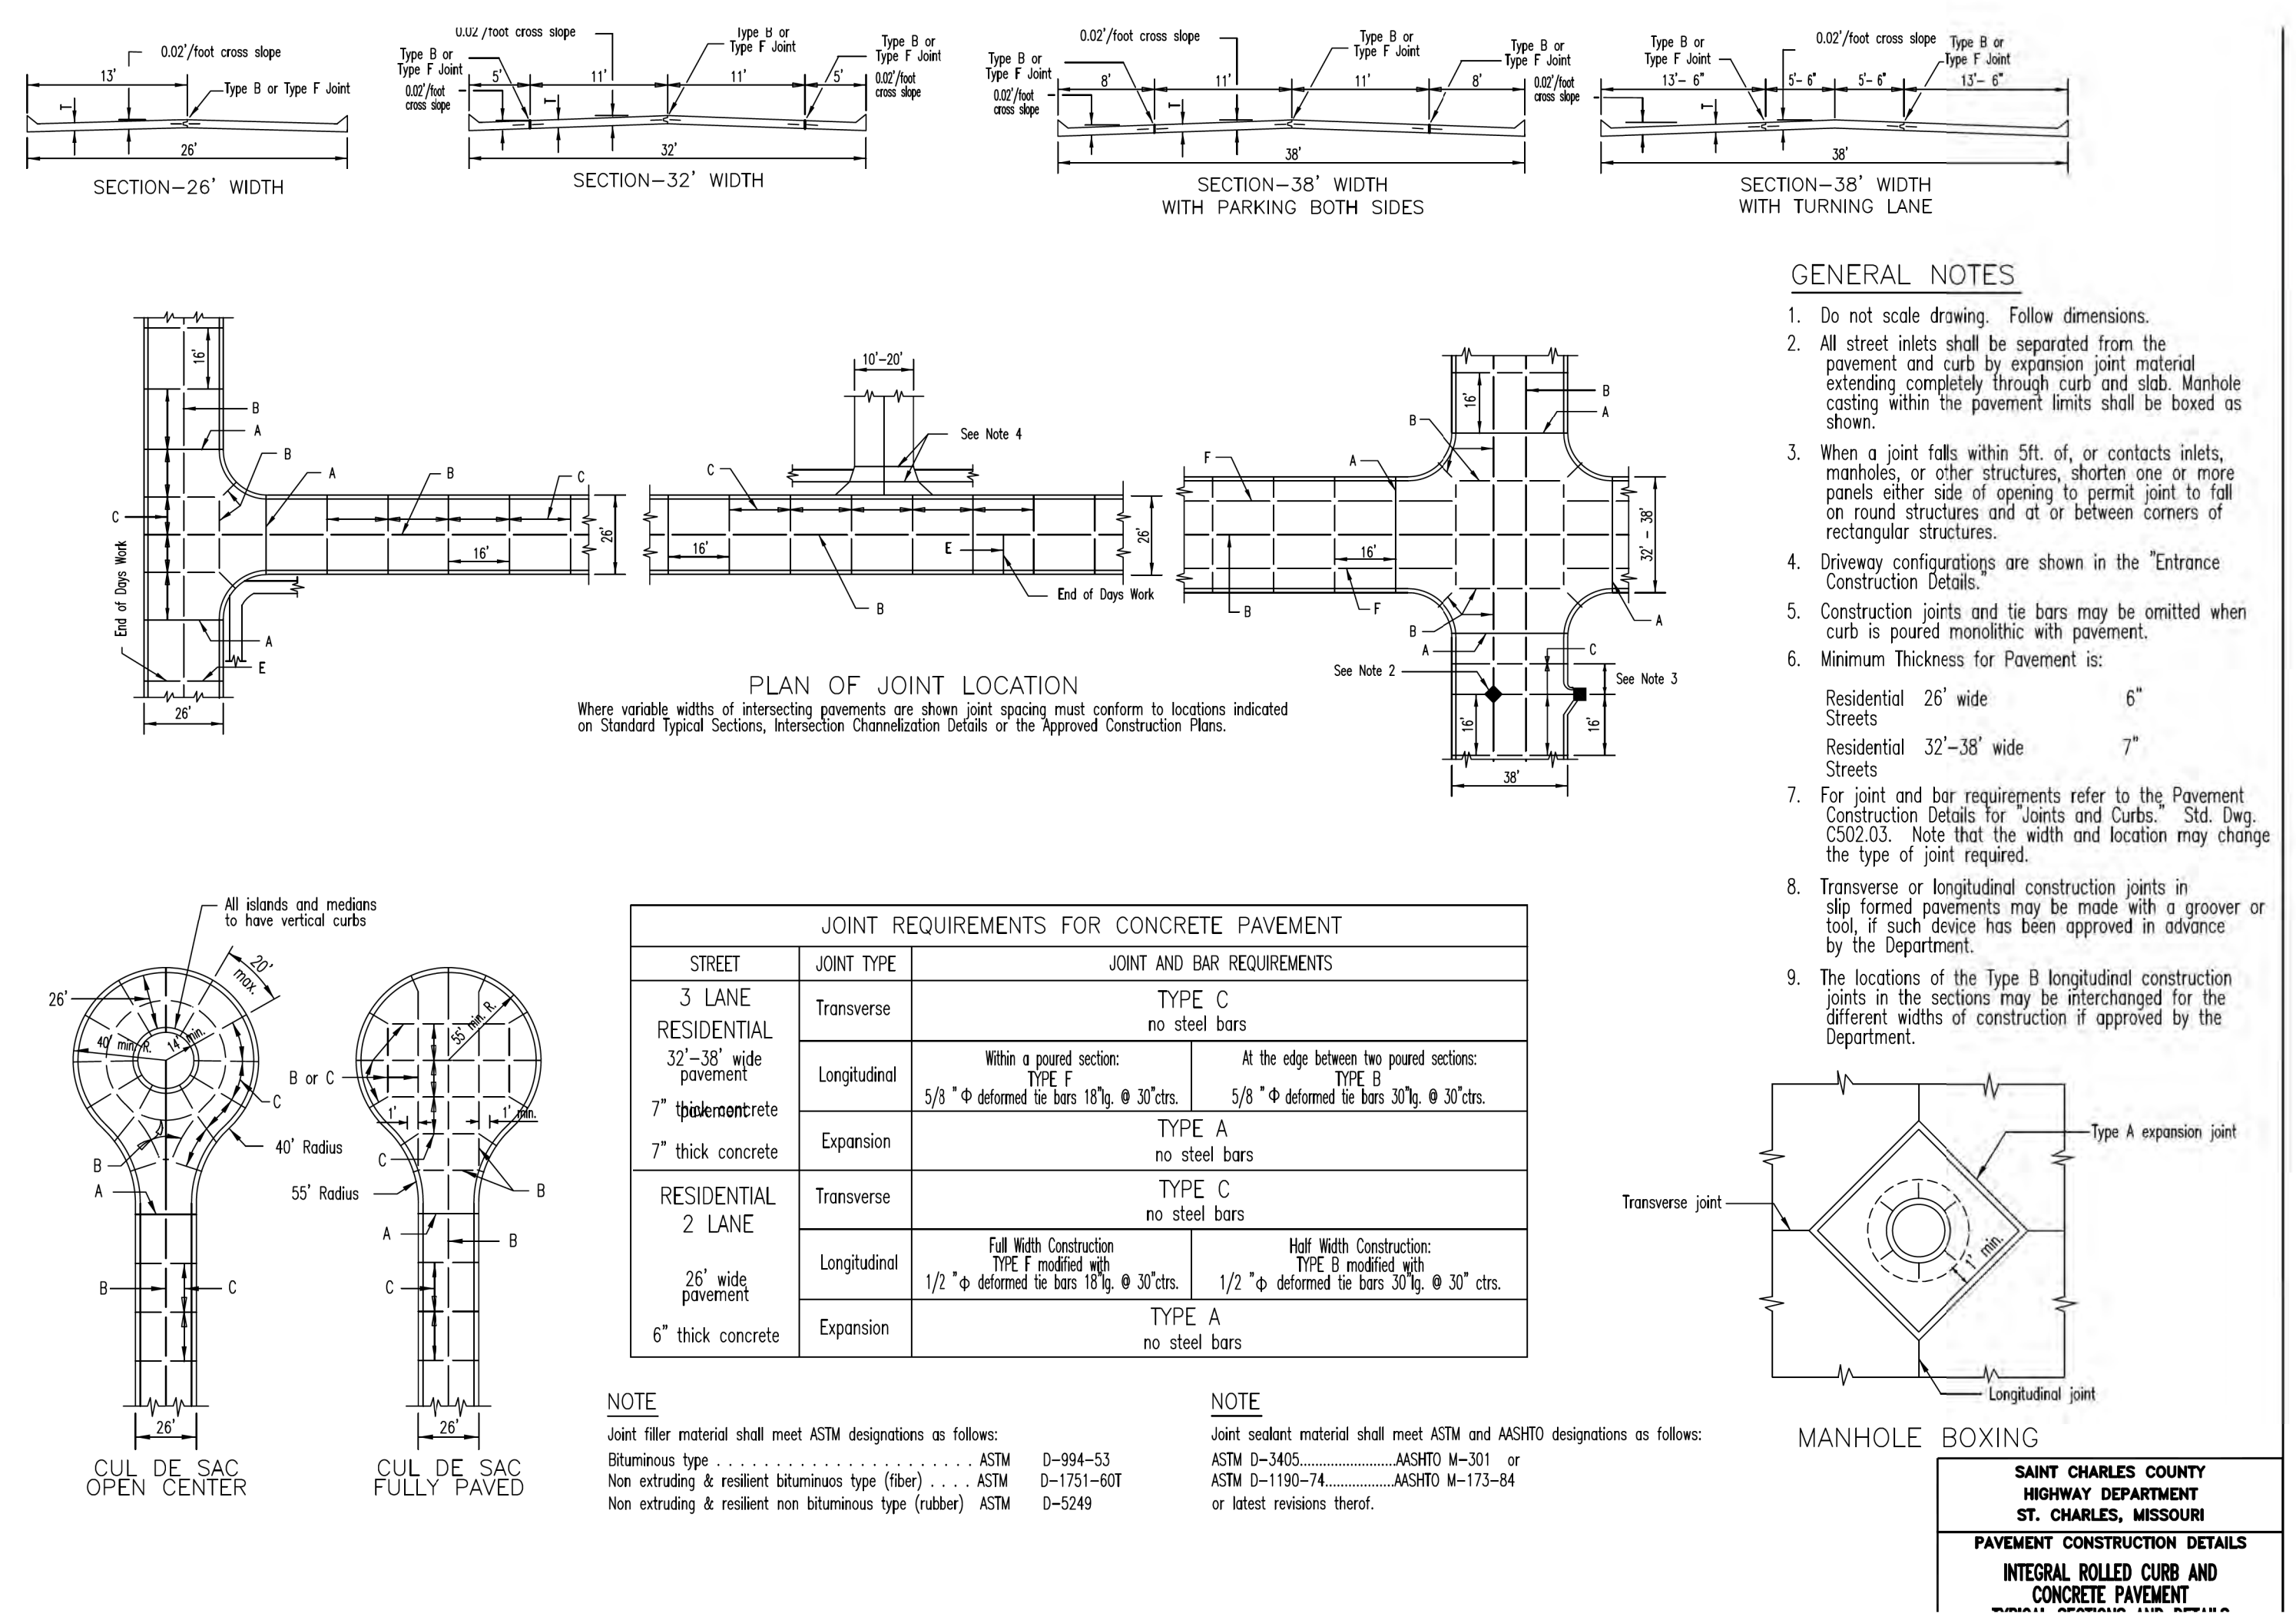 0.02'/foot cross slope
13'
Type B or Type F Joint
T
26'
SECTION-26' WIDTH
0.02'/foot cross slope
Type B or
Type F Joint
Type B or
Type F Joint
Type B or
Type F Joint
5'
11'
11'
5'
0.02'/foot
cross slope
0.02'/foot
cross slope
T
32'
SECTION-32' WIDTH
0.02'/foot cross slope
Type B or
Type F Joint
Type B or
Type F Joint
Type B or
Type F Joint
8'
11'
11'
8'
0.02'/foot
cross slope
0.02'/foot
cross slope
T
38'
SECTION-38' WIDTH
WITH PARKING BOTH SIDES
Type B or
Type F Joint
0.02'/foot cross slope
Type B or
Type F Joint
13'- 6"
5'- 6"
5'- 6"
13'- 6"
T
38'
SECTION-38' WIDTH
WITH TURNING LANE
16'
B
A
B
A
B
C
C
16'
26'
End of Days Work
A
E
26'
10'-20'
See Note 4
C
16'
E
26'
End of Days Work
B
16'
B
A
B
F
A
16'
32' - 38'
B
F
B
A
A
C
See Note 2
See Note 3
16'
16'
38'
PLAN OF JOINT LOCATION
Where variable widths of intersecting pavements are shown joint spacing must conform to locations indicated
on Standard Typical Sections, Intersection Channelization Details or the Approved Construction Plans.
GENERAL NOTES
1. Do not scale drawing. Follow dimensions.
2. All street inlets shall be separated from the
pavement and curb by expansion joint material
extending completely through curb and slab. Manhole
casting within the pavement limits shall be boxed as
shown.
3. When a joint falls within 5ft. of, or contacts inlets,
manholes, or other structures, shorten one or more
panels either side of opening to permit joint to fall
on round structures and at or between corners of
rectangular structures.
4. Driveway configurations are shown in the "Entrance
Construction Details."
5. Construction joints and tie bars may be omitted when
curb is poured monolithic with pavement.
6. Minimum Thickness for Pavement is:
Residential 26' wide 6"
Streets
Residential 32'-38' wide 7"
Streets
7. For joint and bar requirements refer to the Pavement
Construction Details for "Joints and Curbs." Std. Dwg.
C502.03. Note that the width and location may change
the type of joint required.
8. Transverse or longitudinal construction joints in
slip formed pavements may be made with a groover or
tool, if such device has been approved in advance
by the Department.
9. The locations of the Type B longitudinal construction
joints in the sections may be interchanged for the
different widths of construction if approved by the
Department.
All islands and medians
to have vertical curbs
20'
max.
26'
40' min. R.
14' min.
C
40' Radius
B
A
B
C
26'
CUL DE SAC
OPEN CENTER
55' min. R.
B or C
1'
1' min.
C
55' Radius
B
A
B
C
26'
CUL DE SAC
FULLY PAVED
JOINT REQUIREMENTS FOR CONCRETE PAVEMENT
STREET
JOINT TYPE
JOINT AND BAR REQUIREMENTS
3 LANE
RESIDENTIAL
32'-38' wide
pavement
7" thick concrete
pavement
7" thick concrete
Transverse
TYPE C
no steel bars
Longitudinal
Within a poured section:
TYPE F
5/8 " Φ deformed tie bars 18"lg. @ 30"ctrs.
At the edge between two poured sections:
TYPE B
5/8 " Φ deformed tie bars 30"lg. @ 30"ctrs.
Expansion
TYPE A
no steel bars
RESIDENTIAL
2 LANE
26' wide
pavement
6" thick concrete
Transverse
TYPE C
no steel bars
Longitudinal
Full Width Construction
TYPE F modified with
1/2 "Φ deformed tie bars 18"lg. @ 30"ctrs.
Half Width Construction:
TYPE B modified with
1/2 "Φ deformed tie bars 30"lg. @ 30" ctrs.
Expansion
TYPE A
no steel bars
NOTE
Joint filler material shall meet ASTM designations as follows:
Bituminous type . . . . . . . . . . . . . . . . . . . . . . . ASTM D-994-53
Non extruding & resilient bituminuos type (fiber) . . . . ASTM D-1751-60T
Non extruding & resilient non bituminous type (rubber) ASTM D-5249
NOTE
Joint sealant material shall meet ASTM and AASHTO designations as follows:
ASTM D-3405........................AASHTO M-301 or
ASTM D-1190-74.................AASHTO M-173-84
or latest revisions therof.
Type A expansion joint
Transverse joint
1' min.
Longitudinal joint
MANHOLE BOXING
SAINT CHARLES COUNTY
HIGHWAY DEPARTMENT
ST. CHARLES, MISSOURI
PAVEMENT CONSTRUCTION DETAILS
INTEGRAL ROLLED CURB AND
CONCRETE PAVEMENT
TYPICAL SECTIONS AND DETAILS